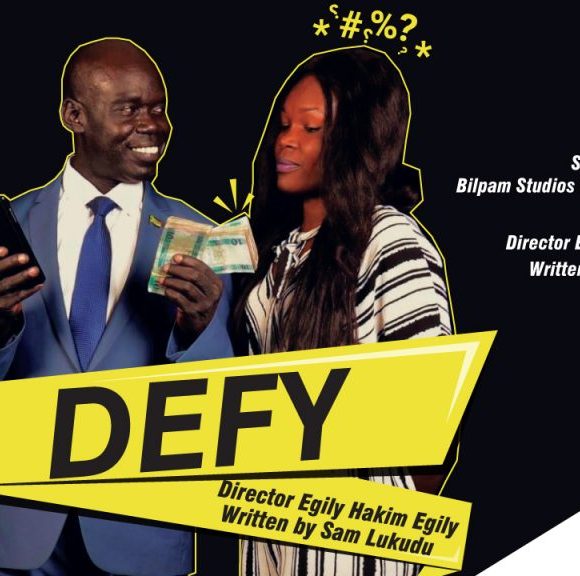 *?#?%?*
S
Bilpam Studios
Director E
Written
DEFY
Director Egily Hakim Egily
Written by Sam Lukudu